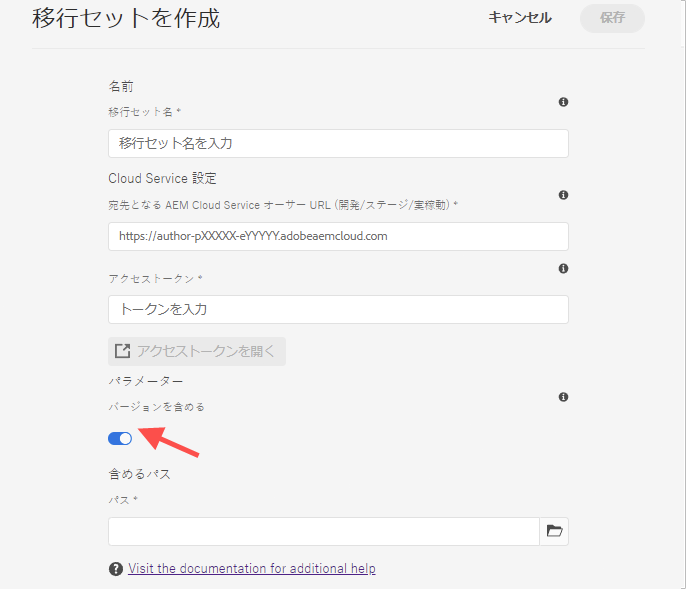 移行セットを作成
キャンセル
保存
名前
移行セット名 *
移行セット名を入力
Cloud Service 設定
宛先となる AEM Cloud Service オーサー URL (開発/ステージ/実稼動) *
https://author-pXXXXX-eYYYYY.adobeaemcloud.com
アクセストークン *
トークンを入力
アクセストークンを開く
パラメーター
バージョンを含める
含めるパス
パス *
Visit the documentation for additional help